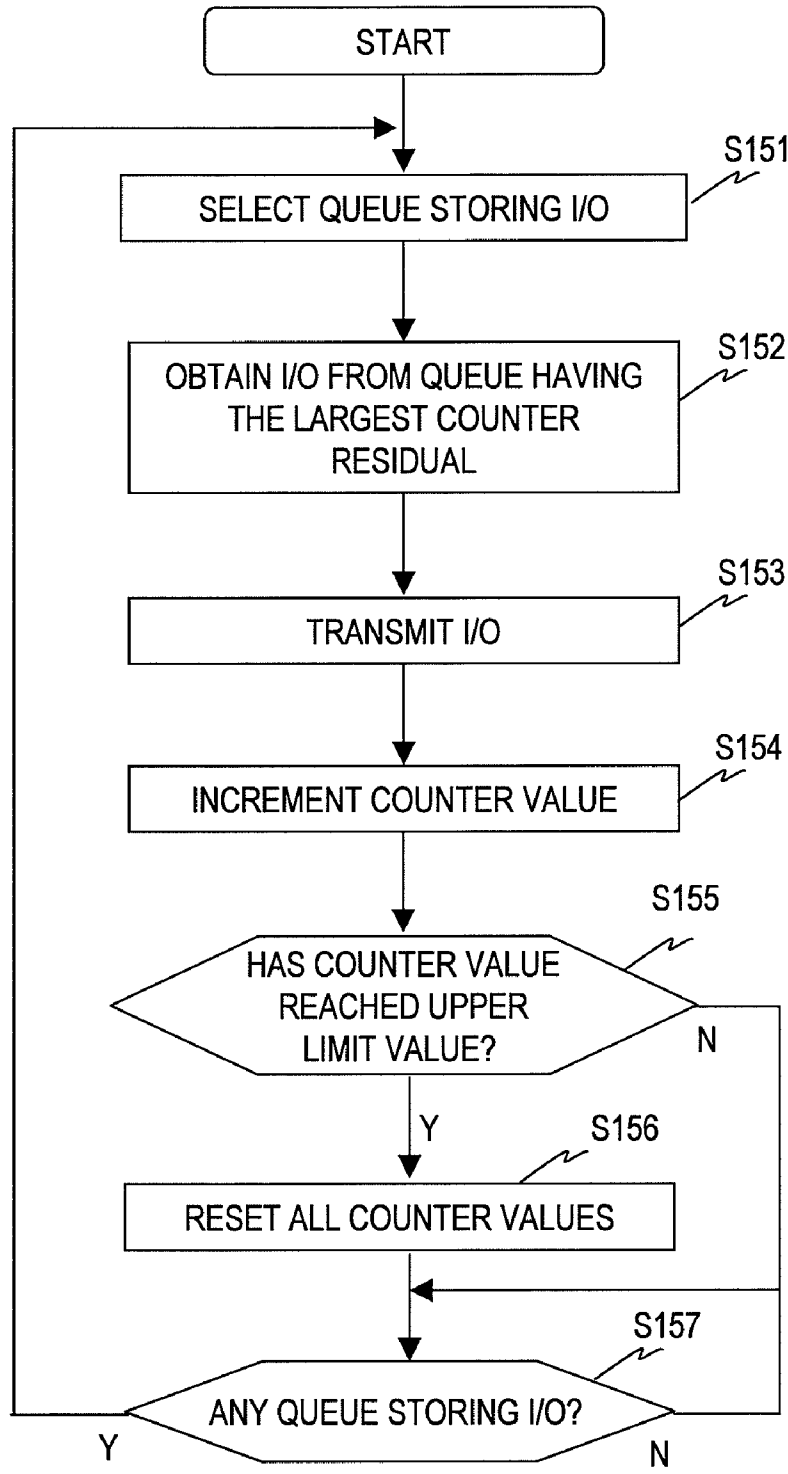 START
S151
SELECT QUEUE STORING I/O
S152
OBTAIN I/O FROM QUEUE HAVING
THE LARGEST COUNTER
RESIDUAL
S153
TRANSMIT I/O
S154
INCREMENT COUNTER VALUE
S155
HAS COUNTER VALUE
REACHED UPPER
LIMIT VALUE?
N
Y
S156
RESET ALL COUNTER VALUES
S157
ANY QUEUE STORING I/O?
Y
N